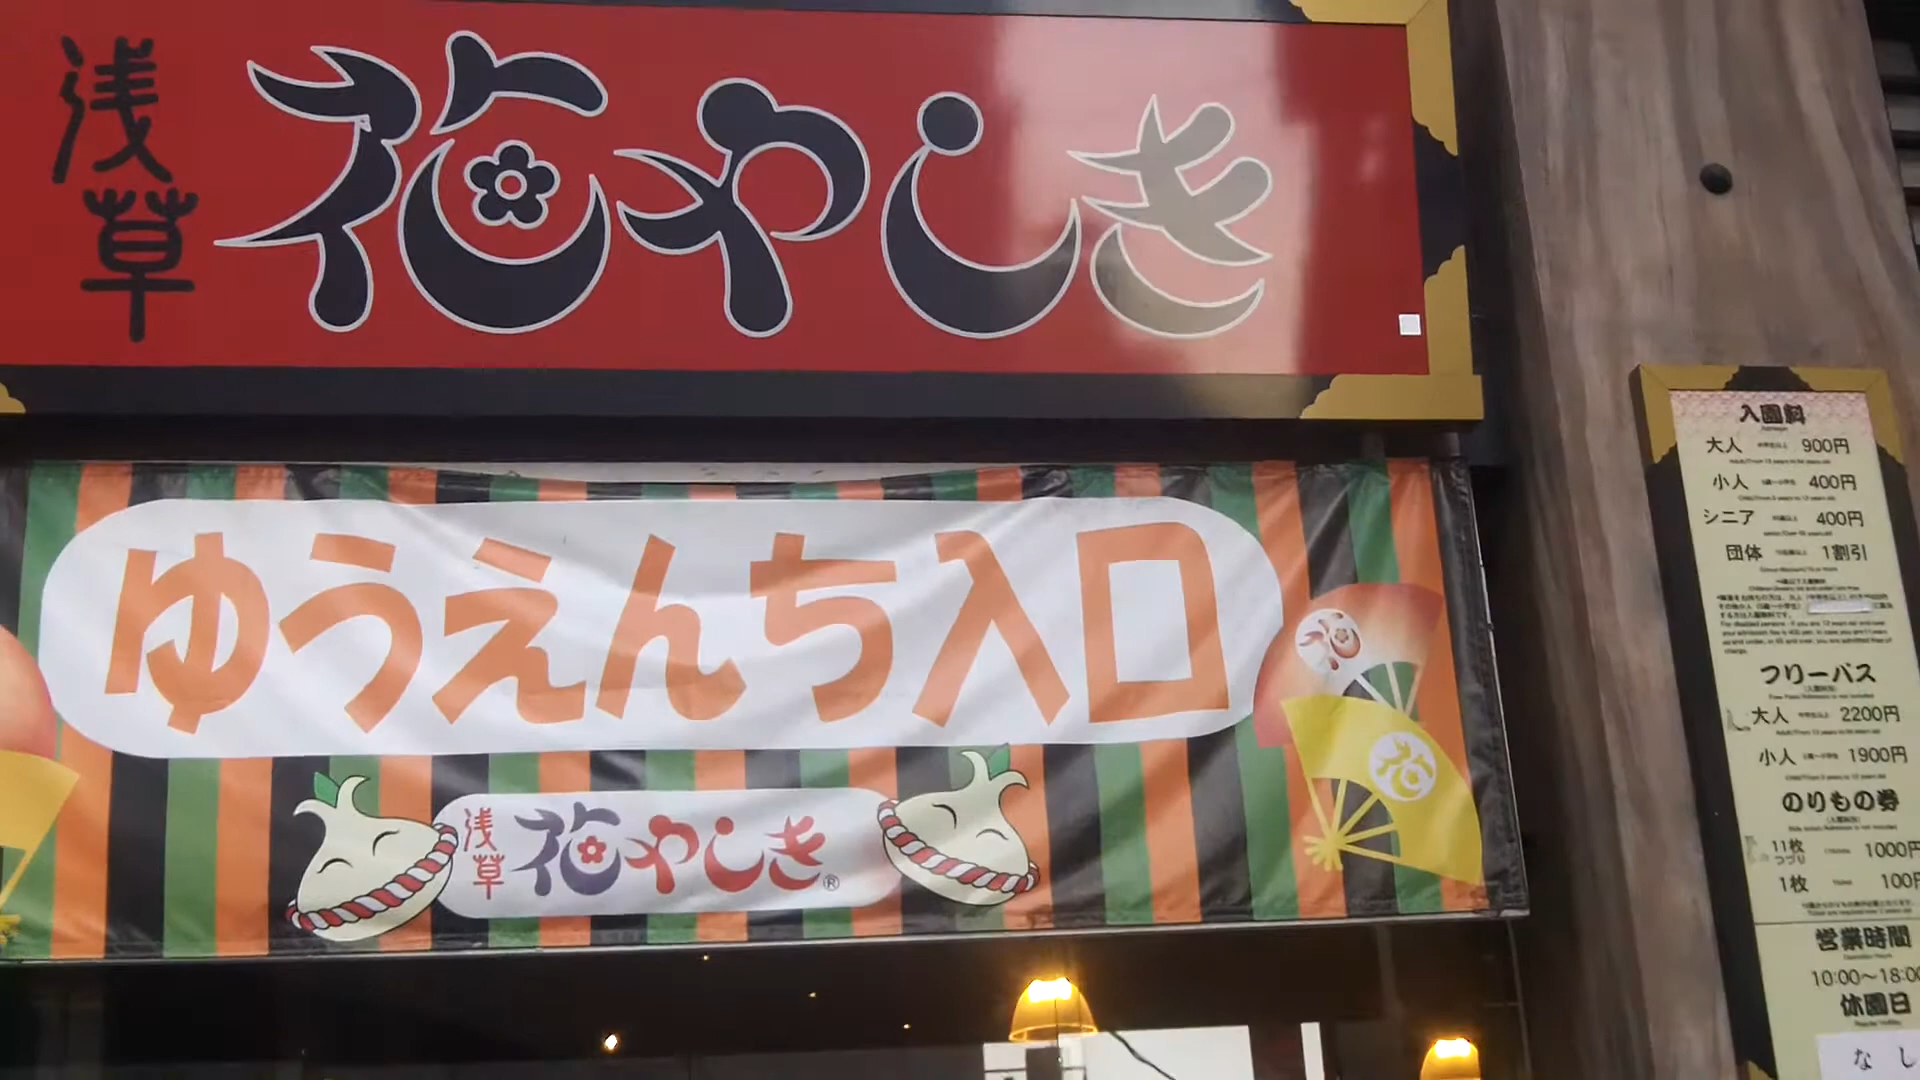 浅草 花やしき
ゆうえんち入口
浅草 花やしき®
入園料
大人 900円
小人 400円
シニア 400円
団体 1割引
フリーパス
大人 2200円
小人 1900円
のりもの券
11枚 つづり 1000円
1枚 100円
営業時間
10:00〜18:00
休園日
なし